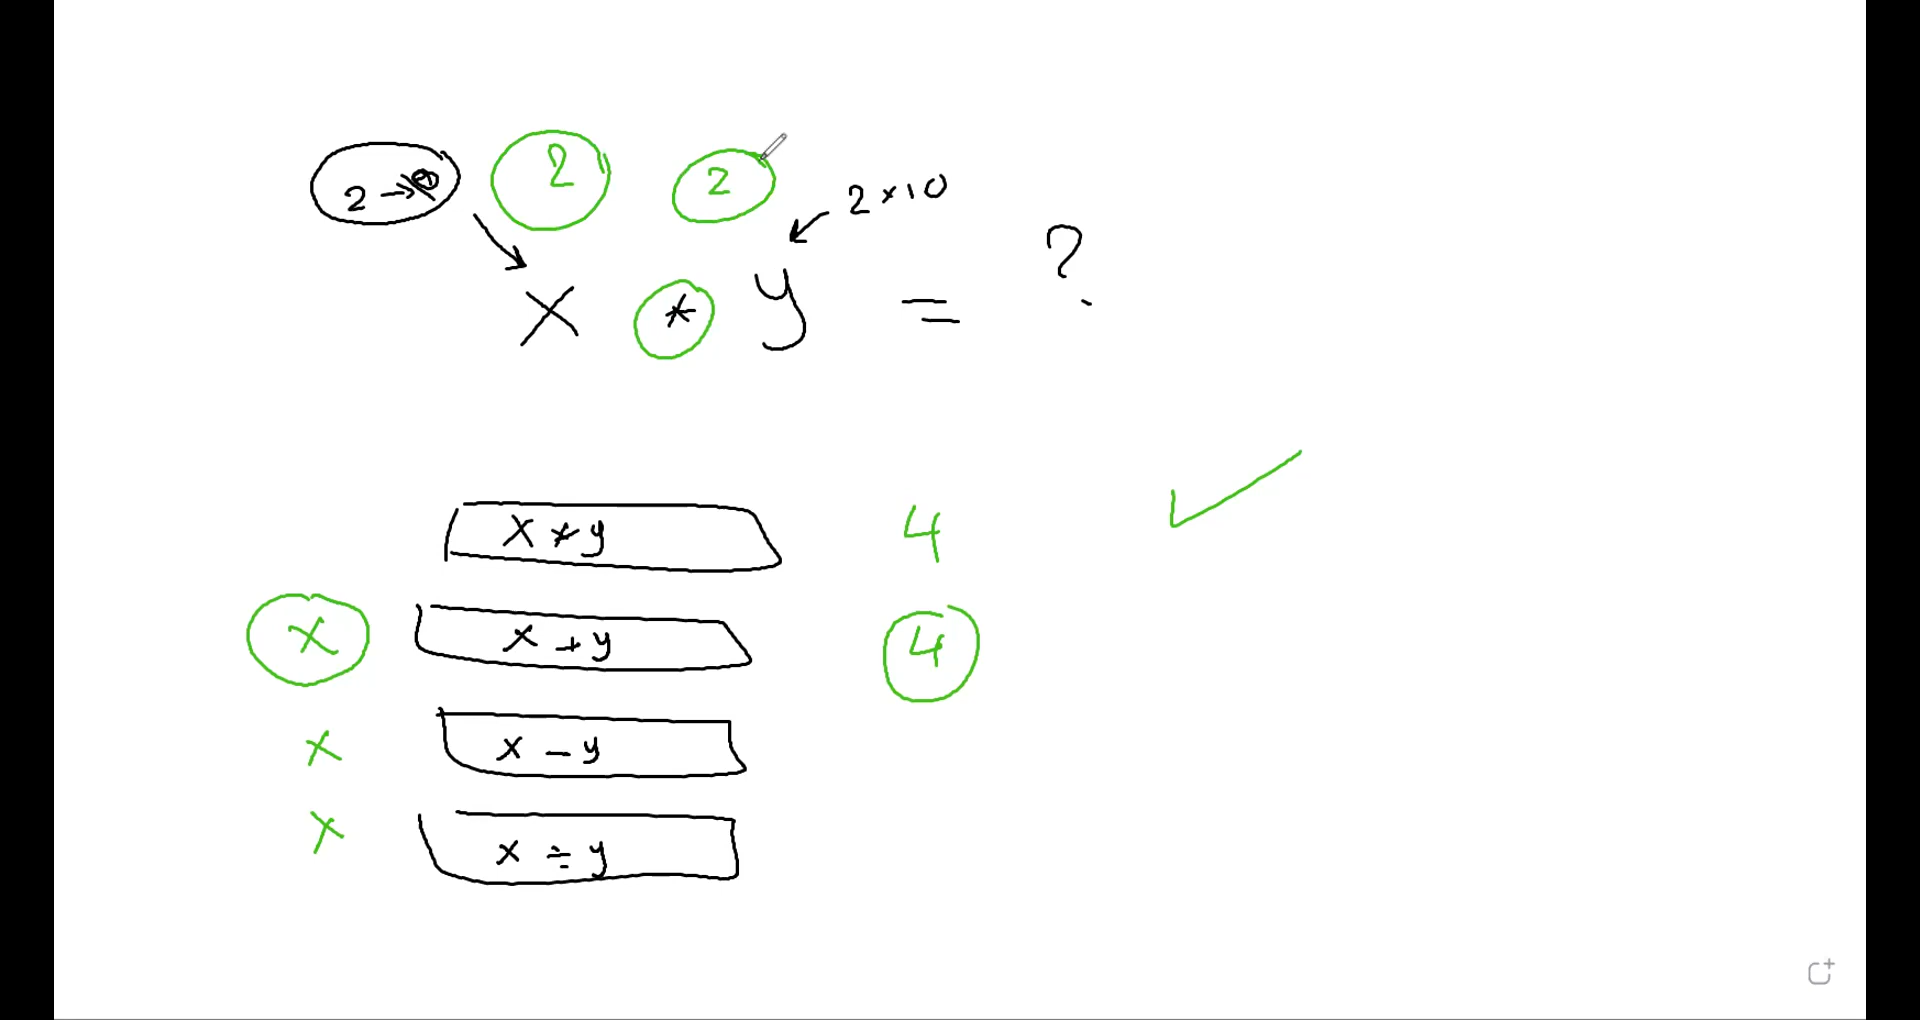 2 → 2 2 2 × 10
x * y = ?
x * y 4
x x + y 4
x x - y
x x ÷ y